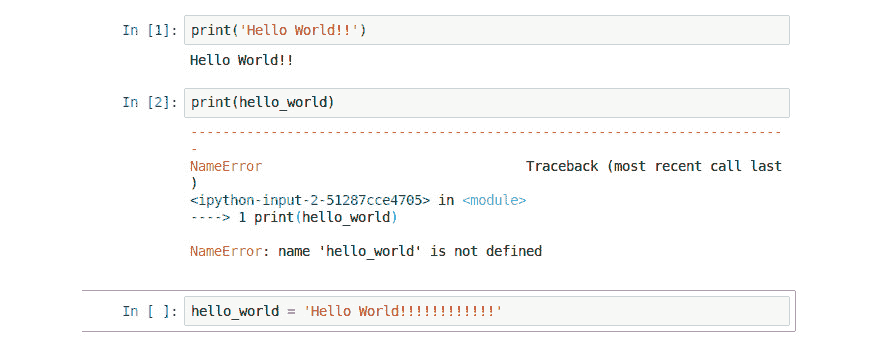 In [1]: print('Hello World!!')
Hello World!!
In [2]: print(hello_world)
---------------------------------------------------------------------------
-
NameError                                 Traceback (most recent call last
)
<ipython-input-2-51287cce4705> in <module>
----> 1 print(hello_world)
NameError: name 'hello_world' is not defined
In [ ]: hello_world = 'Hello World!!!!!!!!!!!!'